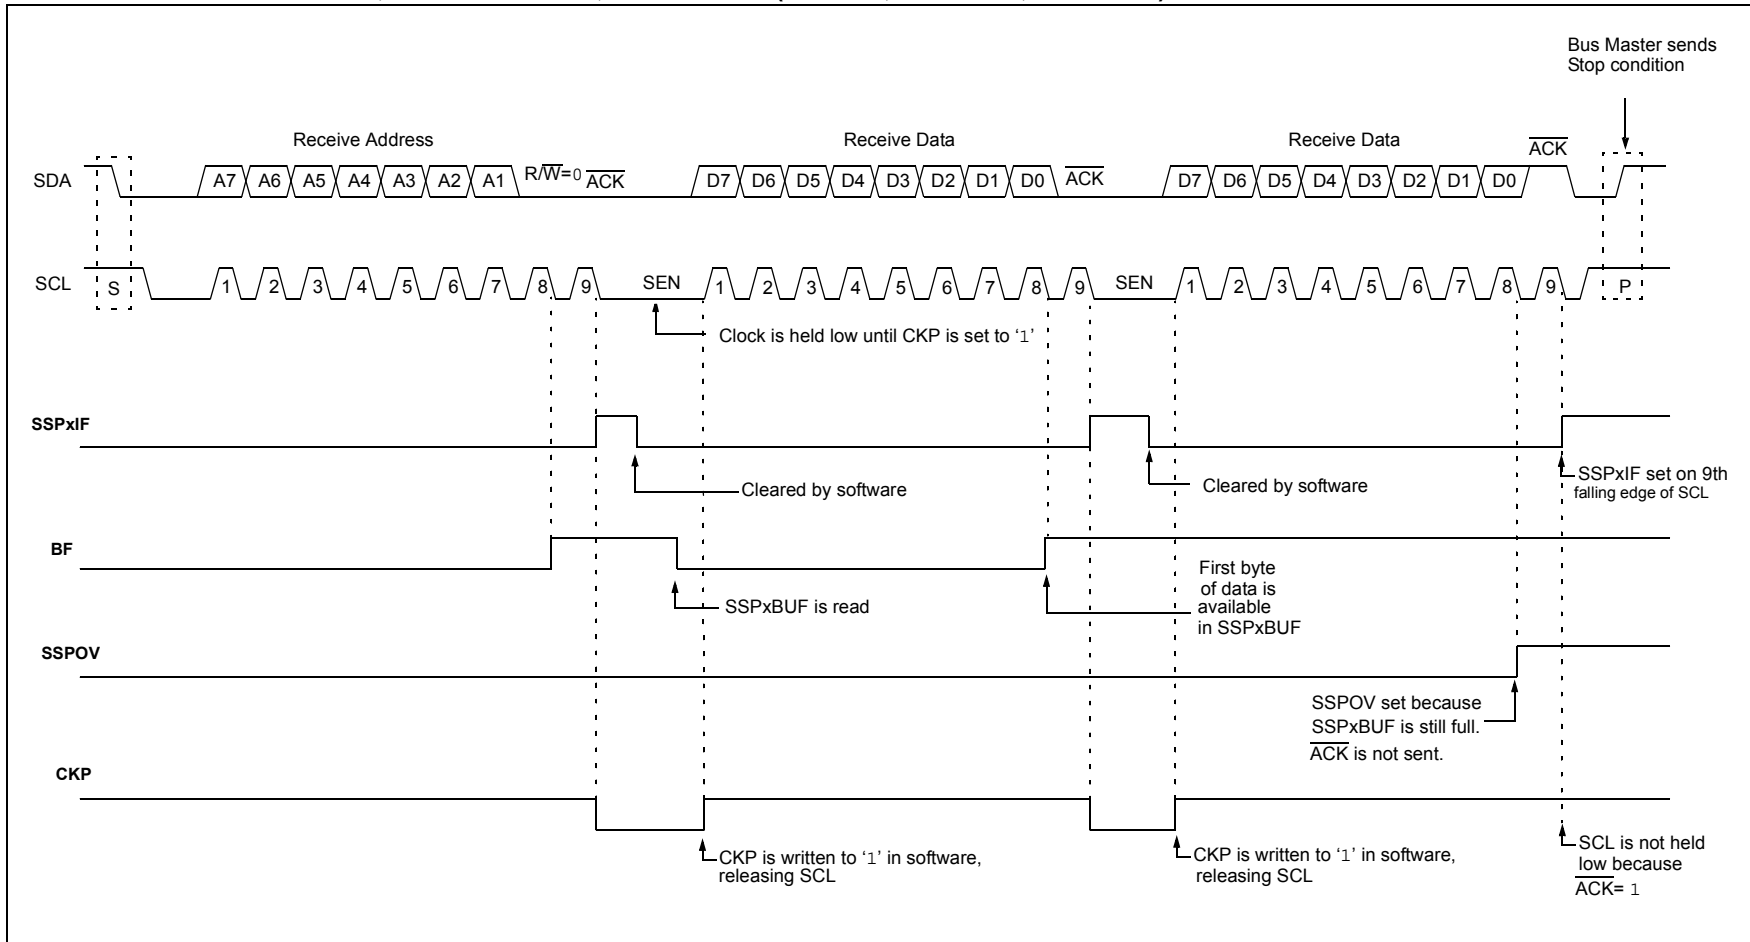 Bus Master sends
Stop condition
Receive Address
Receive Data
Receive Data
ACK
SDA
A7 A6 A5 A4 A3 A2 A1 R/W=0 ACK
D7 D6 D5 D4 D3 D2 D1 D0 ACK
D7 D6 D5 D4 D3 D2 D1 D0
SCL
S
1 2 3 4 5 6 7 8 9 SEN
1 2 3 4 5 6 7 8 9 SEN
1 2 3 4 5 6 7 8 9
P
Clock is held low until CKP is set to ‘1’
SSPxIF
Cleared by software
Cleared by software
SSPxIF set on 9th
falling edge of SCL
BF
SSPxBUF is read
First byte
of data is
available
in SSPxBUF
SSPOV
SSPOV set because
SSPxBUF is still full.
ACK is not sent.
CKP
CKP is written to ‘1’ in software,
releasing SCL
CKP is written to ‘1’ in software,
releasing SCL
SCL is not held
low because
ACK= 1